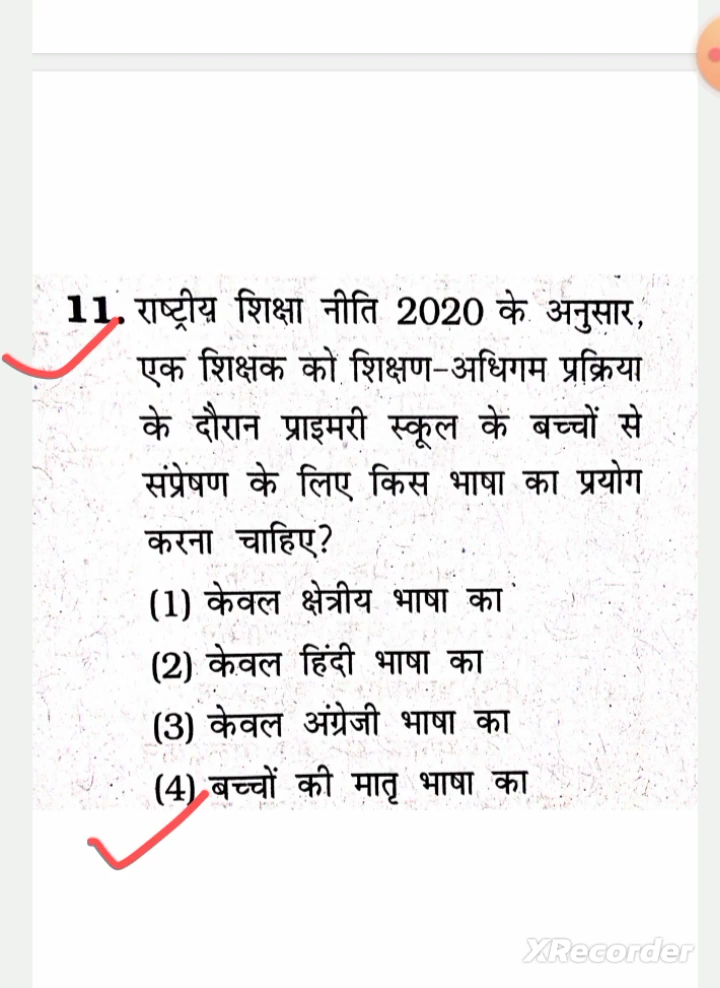 11. राष्ट्रीय शिक्षा नीति 2020 के अनुसार,
एक शिक्षक को शिक्षण-अधिगम प्रक्रिया
के दौरान प्राइमरी स्कूल के बच्चों से
संप्रेषण के लिए किस भाषा का प्रयोग
करना चाहिए?
(1) केवल क्षेत्रीय भाषा का
(2) केवल हिंदी भाषा का
(3) केवल अंग्रेजी भाषा का
(4) बच्चों की मातृ भाषा का
XRecorder